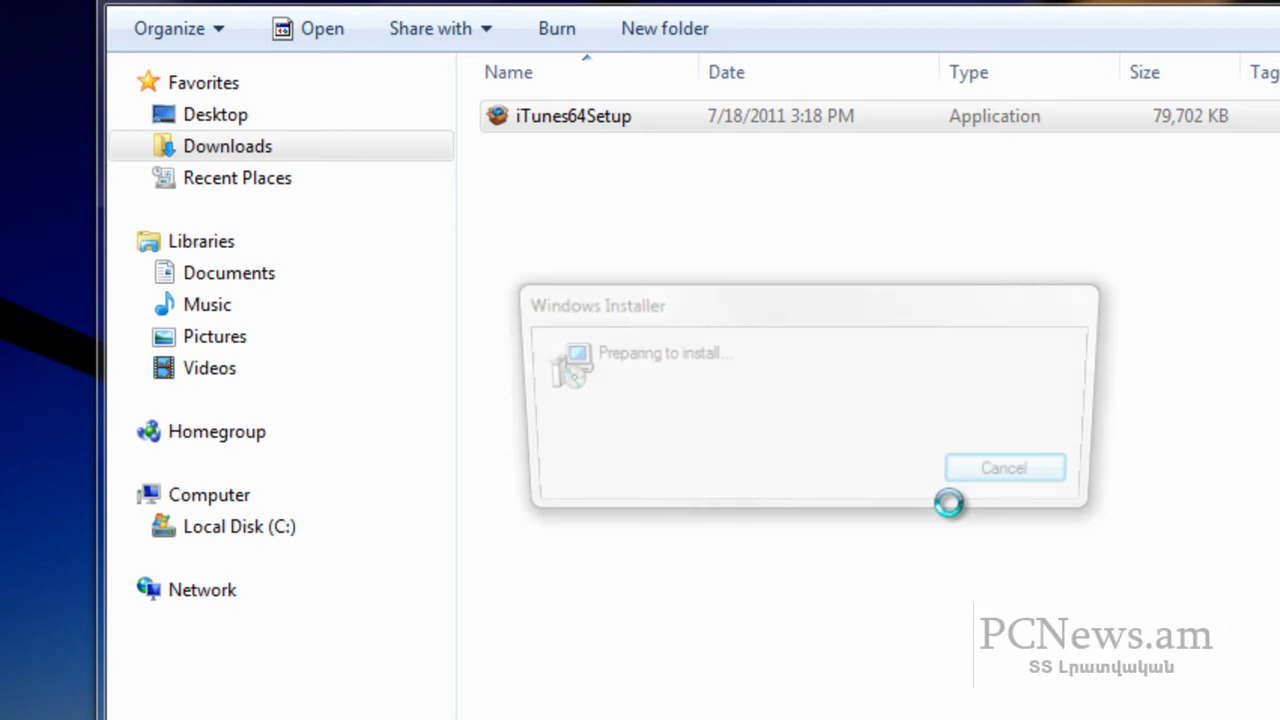 Organize Open Share with Burn New folder
Name Date Type Size Tag
Favorites
Desktop
Downloads
Recent Places
Libraries
Documents
Music
Pictures
Videos
Homegroup
Computer
Local Disk (C:)
Network
iTunes64Setup 7/18/2011 3:18 PM Application 79,702 KB
Windows Installer
Preparing to install...
Cancel
PCNews.am
ՏՏ Լրատվական